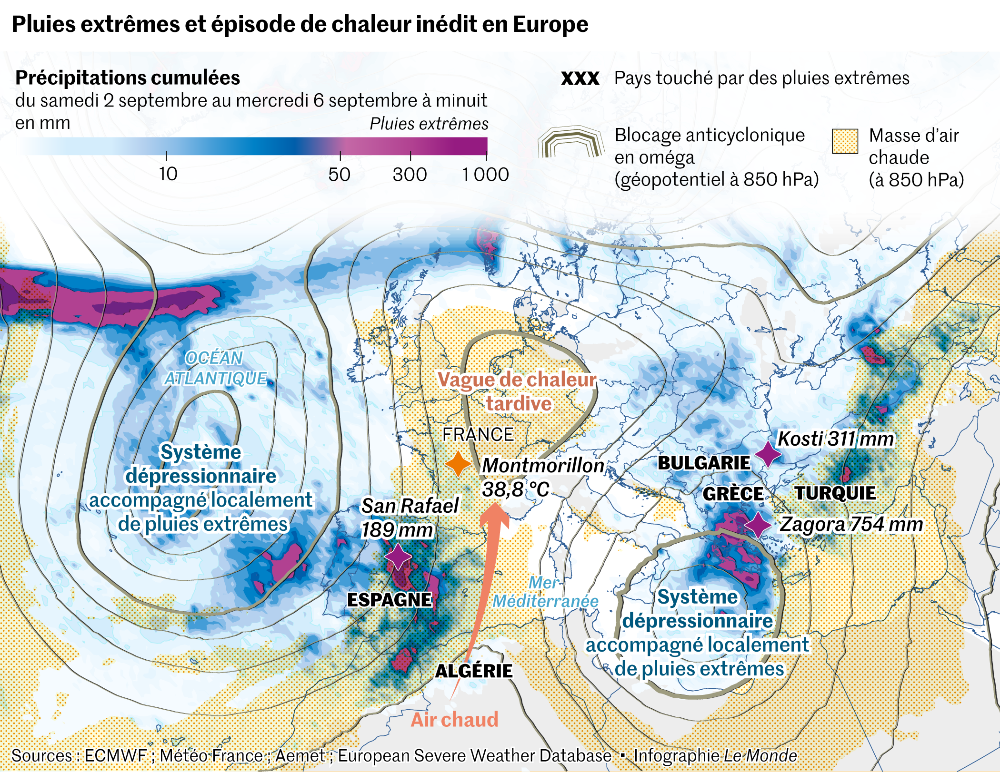 Pluies extrêmes et épisode de chaleur inédit en Europe
Précipitations cumulées
du samedi 2 septembre au mercredi 6 septembre à minuit
en mm
Pluies extrêmes
10
50
300
1 000
XXX
Pays touché par des pluies extrêmes
Blocage anticyclonique
en oméga
(géopotentiel à 850 hPa)
Masse d'air
chaude
(à 850 hPa)
OCÉAN
ATLANTIQUE
Vague de chaleur
tardive
FRANCE
Montmorillon
38,8 °C
Kosti 311 mm
BULGARIE
GRÈCE
TURQUIE
Zagora 754 mm
Système
dépressionnaire
accompagné localement
de pluies extrêmes
San Rafael
189 mm
ESPAGNE
Mer
Méditerranée
Système
dépressionnaire
accompagné localement
de pluies extrêmes
ALGÉRIE
Air chaud
Sources : ECMWF ; Météo France ; Aemet ; European Severe Weather Database ▪ Infographie Le Monde